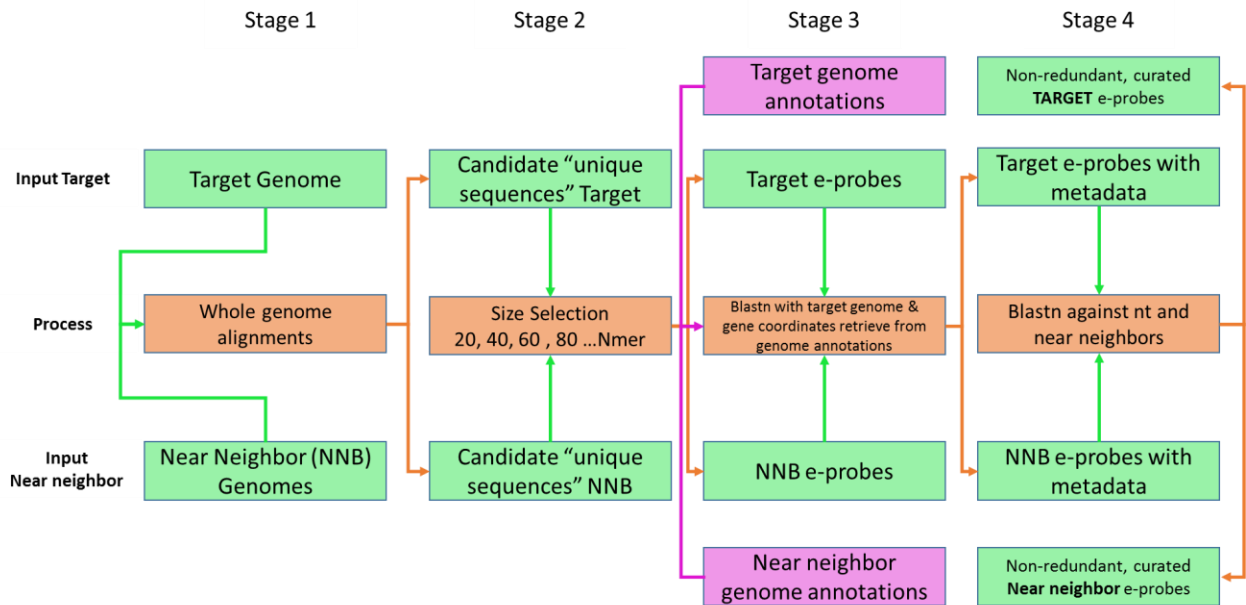 Stage 1
Stage 2
Stage 3
Stage 4
Target genome
annotations
Non-redundant, curated
TARGET e-probes
Input Target
Target Genome
Candidate “unique
sequences” Target
Target e-probes
Target e-probes with
metadata
Process
Whole genome
alignments
Size Selection
20, 40, 60 , 80 ...Nmer
Blastn with target genome &
gene coordinates retrieve from
genome annotations
Blastn against nt and
near neighbors
Input
Near neighbor
Near Neighbor (NNB)
Genomes
Candidate “unique
sequences” NNB
NNB e-probes
NNB e-probes with
metadata
Near neighbor
genome annotations
Non-redundant, curated
Near neighbor e-probes